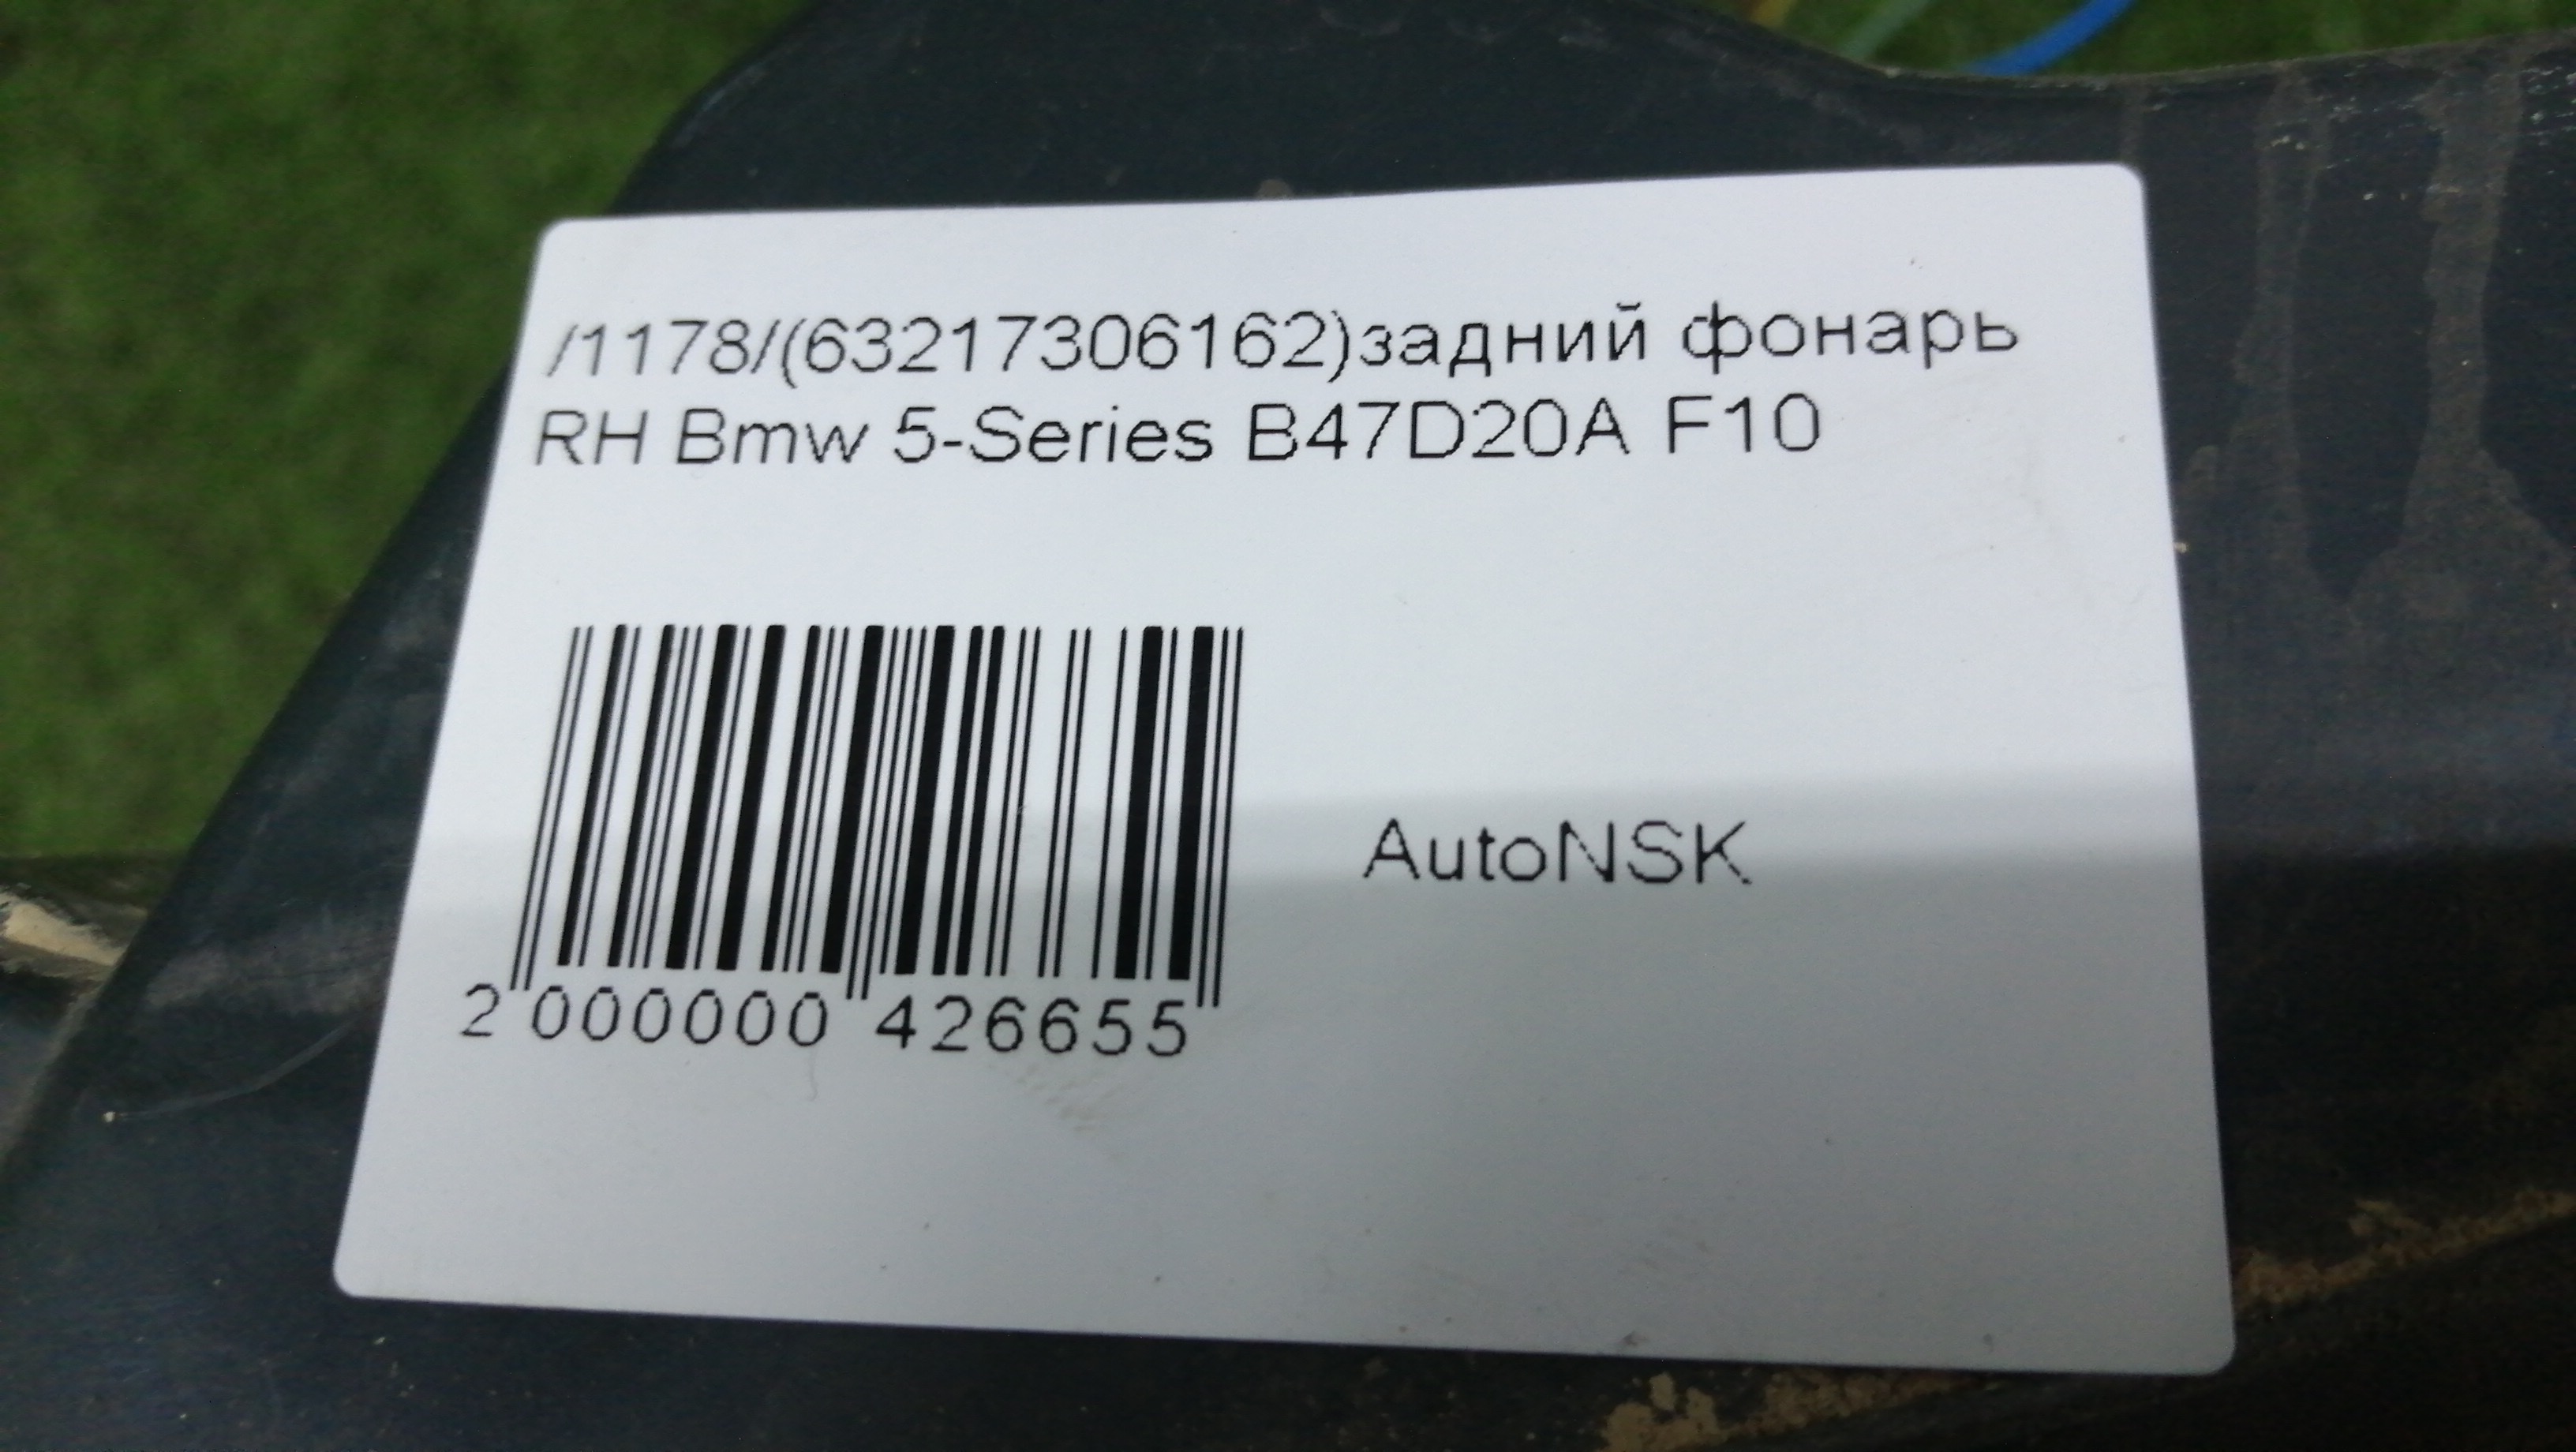 /1178/(63217306162)задний фонарь
RH Bmw 5-Series B47D20A F10
AutoNSK
2 000000 426655